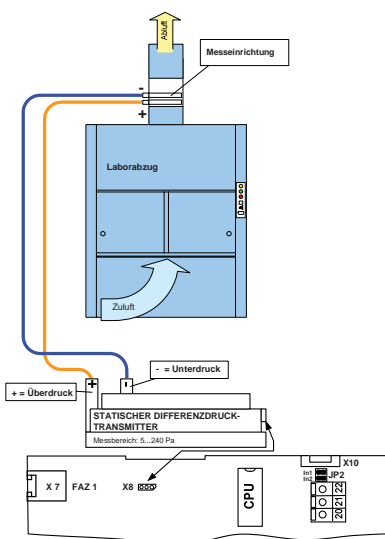 Abluft
Messeinrichtung
-
+
Laborabzug
Zuluft
- = Unterdruck
+ = Überdruck
+
-
STATISCHER DIFFERENZDRUCK-
TRANSMITTER
Messbereich: 5...240 Pa
X10
In1
In2
JP2
X 7
FAZ 1
X8
CPU
20 21 22